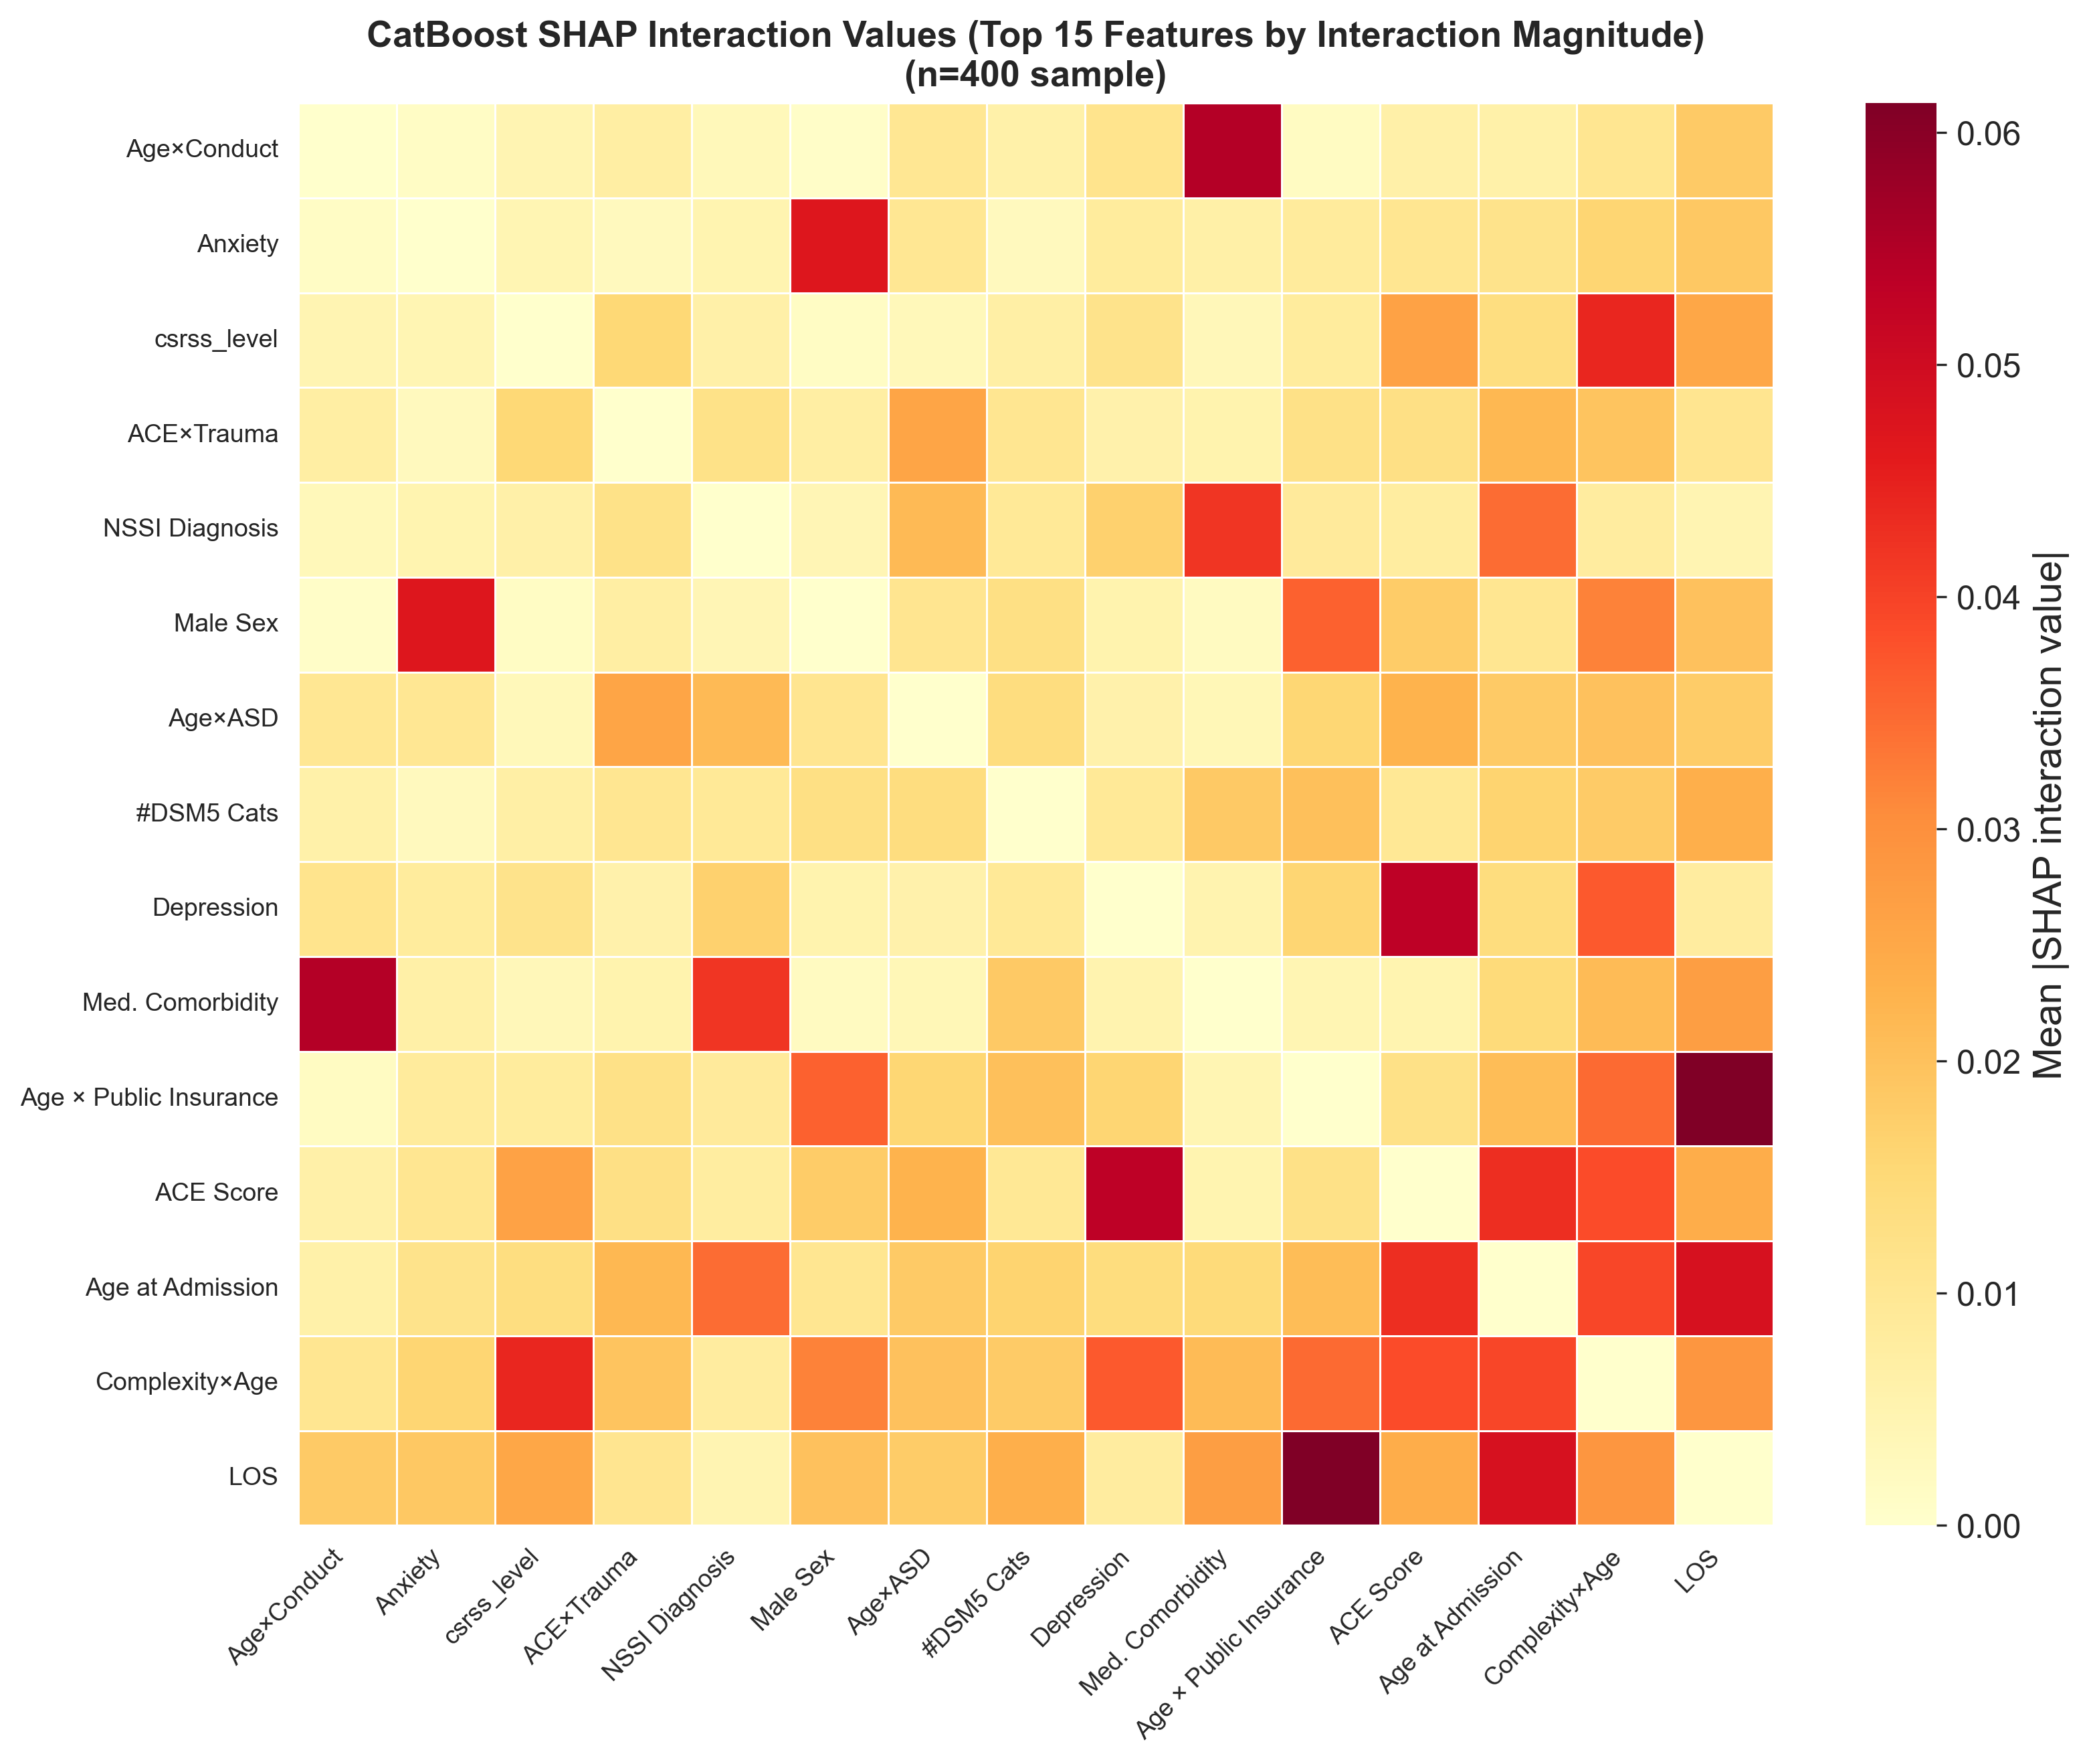 CatBoost SHAP Interaction Values (Top 15 Features by Interaction Magnitude)
(n=400 sample)
Age×Conduct
Anxiety
csrss_level
ACE×Trauma
NSSI Diagnosis
Male Sex
Age×ASD
#DSM5 Cats
Depression
Med. Comorbidity
Age × Public Insurance
ACE Score
Age at Admission
Complexity×Age
LOS
Age×Conduct
Anxiety
csrss_level
ACE×Trauma
NSSI Diagnosis
Male Sex
Age×ASD
#DSM5 Cats
Depression
Med. Comorbidity
Age × Public Insurance
ACE Score
Age at Admission
Complexity×Age
LOS
0.06
0.05
0.04
0.03
0.02
0.01
0.00
Mean |SHAP interaction value|